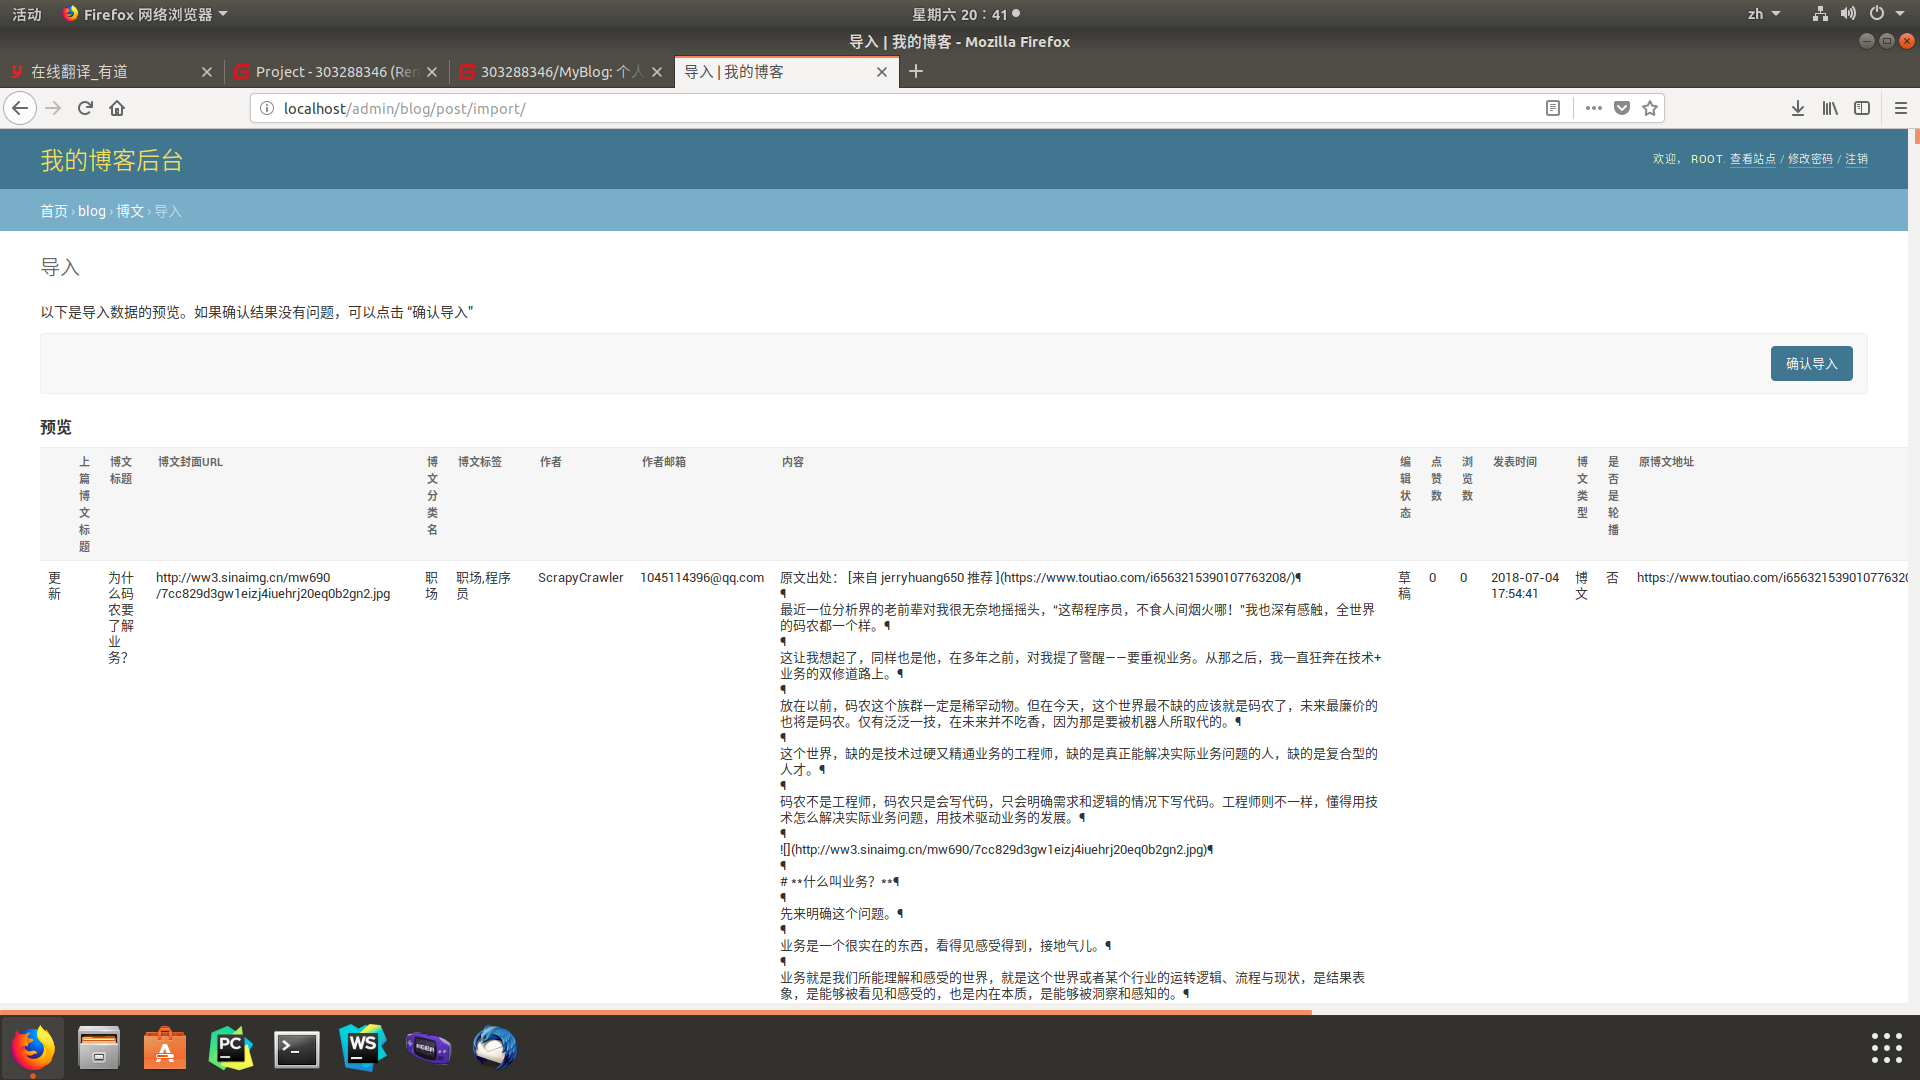 活动
Firefox 网络浏览器
星期六 20：41
zh
导入 | 我的博客 - Mozilla Firefox
在线翻译_有道
Project - 303288346 (Ren
303288346/MyBlog: 个人
导入 | 我的博客
localhost/admin/blog/post/import/
我的博客后台
欢迎， ROOT. 查看站点 / 修改密码 / 注销
首页 › blog › 博文 › 导入
导入
以下是导入数据的预览。如果确认结果没有问题，可以点击 “确认导入”
确认导入
预览
上篇博文标题
博文标题
博文封面URL
博文分类名
博文标签
作者
作者邮箱
内容
编辑状态
点赞数
浏览数
发表时间
博文类型
是否是轮播
原博文地址
更新
为什么码农要了解业务？
http://ww3.sinaimg.cn/mw690
/7cc829d3gw1eizj4iuehrj20eq0b2gn2.jpg
职场
职场,程序
员
ScrapyCrawler
1045114396@qq.com
原文出处： [来自 jerryhuang650 推荐 ](https://www.toutiao.com/i6563215390107763208/)¶
¶
最近一位分析界的老前辈对我很无奈地摇摇头，“这帮程序员，不食人间烟火哪！”我也深有感触，全世界
的码农都一个样。¶
¶
这让我想起了，同样也是他，在多年之前，对我提了警醒——要重视业务。从那之后，我一直狂奔在技术+
业务的双修道路上。¶
¶
放在以前，码农这个族群一定是稀罕动物。但在今天，这个世界最不缺的应该就是码农了，未来最廉价的
也将是码农。仅有泛泛一技，在未来并不吃香，因为那是要被机器人所取代的。¶
¶
这个世界，缺的是技术过硬又精通业务的工程师，缺的是真正能解决实际业务问题的人，缺的是复合型的
人才。¶
¶
码农不是工程师，码农只是会写代码，只会明确需求和逻辑的情况下写代码。工程师则不一样，懂得用技
术怎么解决实际业务问题，用技术驱动业务的发展。¶
¶
![](http://ww3.sinaimg.cn/mw690/7cc829d3gw1eizj4iuehrj20eq0b2gn2.jpg)¶
¶
# **什么叫业务？**¶
¶
先来明确这个问题。¶
¶
业务是一个很实在的东西，看得见感受得到，接地气儿。¶
¶
业务就是我们所能理解和感受的世界，就是这个世界或者某个行业的运转逻辑、流程与现状，是结果表
象，是能够被看见和感受的，也是内在本质，是能够被洞察和感知的。¶
草稿
0
0
2018-07-04
17:54:41
博文
否
https://www.toutiao.com/i656321539010776320
PC
WS